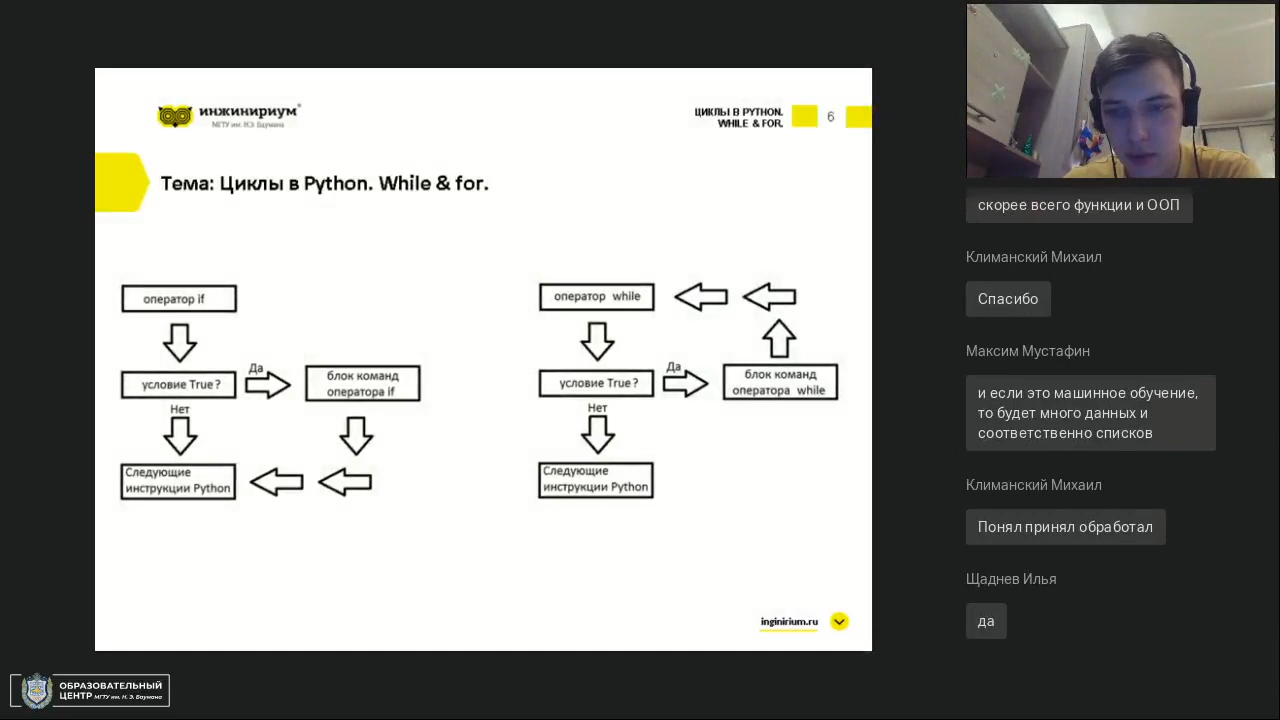 инжинириум
МГТУ им. Н.Э. Баумана
ЦИКЛЫ В PYTHON.
WHILE & FOR.
6
Тема: Циклы в Python. While & for.
оператор if
условие True?
Да
блок команд
оператора if
Нет
Следующие
инструкции Python
оператор while
условие True?
Да
блок команд
оператора while
Нет
Следующие
инструкции Python
inginirium.ru
ОБРАЗОВАТЕЛЬНЫЙ
ЦЕНТР МГТУ им. Н. Э. Баумана
скорее всего функции и ООП
Климанский Михаил
Спасибо
Максим Мустафин
и если это машинное обучение,
то будет много данных и
соответственно списков
Климанский Михаил
Понял принял обработал
Щаднев Илья
да